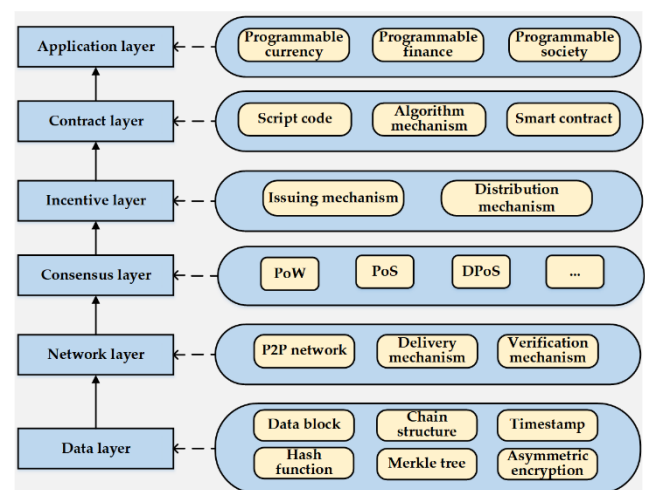 Application layer
Programmable
currency
Programmable
finance
Programmable
society
Contract layer
Script code
Algorithm
mechanism
Smart contract
Incentive layer
Issuing mechanism
Distribution
mechanism
Consensus layer
PoW
PoS
DPoS
...
Network layer
P2P network
Delivery
mechanism
Verification
mechanism
Data layer
Data block
Chain
structure
Timestamp
Hash
function
Merkle tree
Asymmetric
encryption